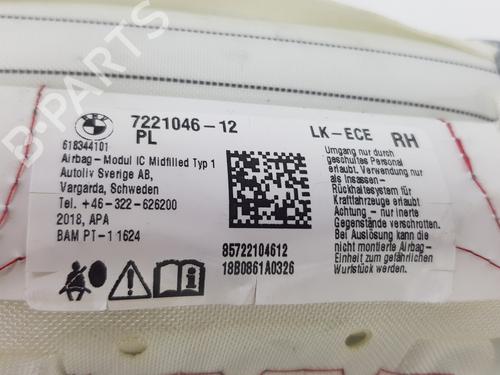 BMW
7221046-12
PL
LK-ECE RH
618344101
Airbag-Modul IC Midfilled Typ 1
Autoliv Sverige AB,
Vargarda, Schweden
Tel. +46-322-626200
2018, APA
BAM PT-1 1624
85722104612
18B0861A0326
Umgang nur durch
geschultes Personal
erlaubt. Verwendung nur
als Insassen-
Rückhaltesystem für
Kraftfahrzeuge erlaubt
Achtung - nur inerte
Gegenstände verschrotten.
Bei Auslösung kann die
nicht montierte Airbag-
Einheit zum gefährlichen
Wurfstück werden.